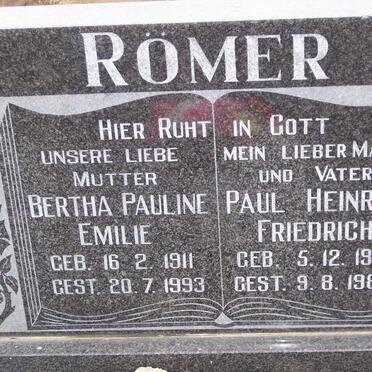 RÖMER
HIER RUHT IN GOTT
UNSERE LIEBE
MUTTER
BERTHA PAULINE
EMILIE
GEB. 16. 2. 1911
GEST. 20. 7. 1993
MEIN LIEBER
UND VATER
PAUL
FRIEDRICH
GEB. 5. 12.
GEST. 9. 8.